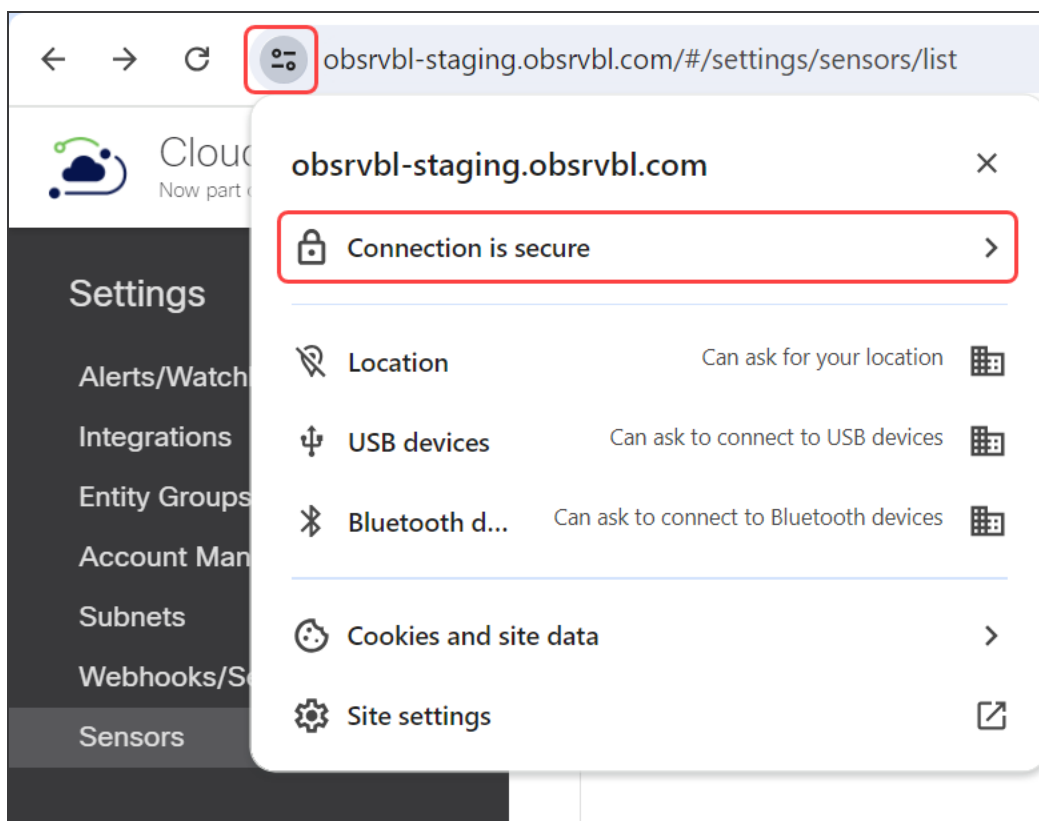 obsrvbl-staging.obsrvbl.com/#/settings/sensors/list
Now part
obsrvbl-staging.obsrvbl.com
Connection is secure
Settings
Location Can ask for your location
Alerts/Watch
Integrations
USB devices Can ask to connect to USB devices
Entity Groups
Bluetooth d... Can ask to connect to Bluetooth devices
Account Man
Subnets
Cookies and site data
Webhooks/S
Site settings
Sensors